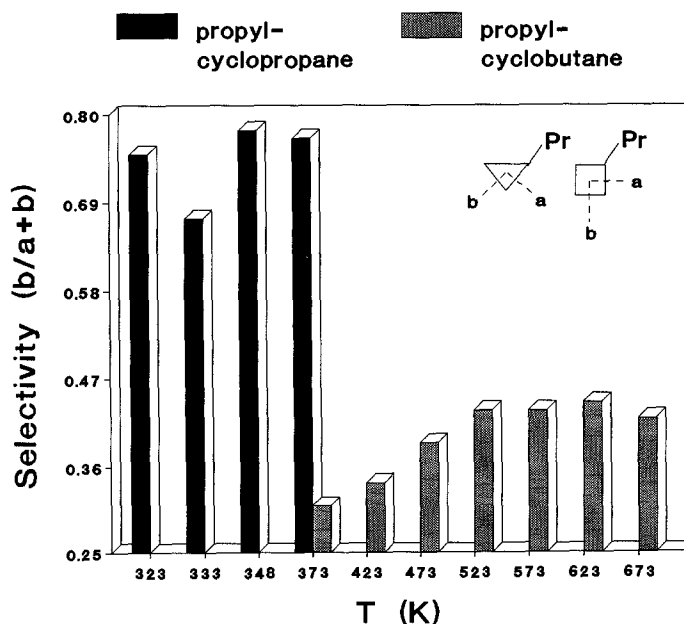 propyl-
cyclopropane
propyl-
cyclobutane
0.80
0.69
0.58
0.47
0.36
0.25
Selectivity (b/a+b)
Pr
b
a
Pr
a
b
323 333 348 373 423 473 523 573 623 673
T (K)